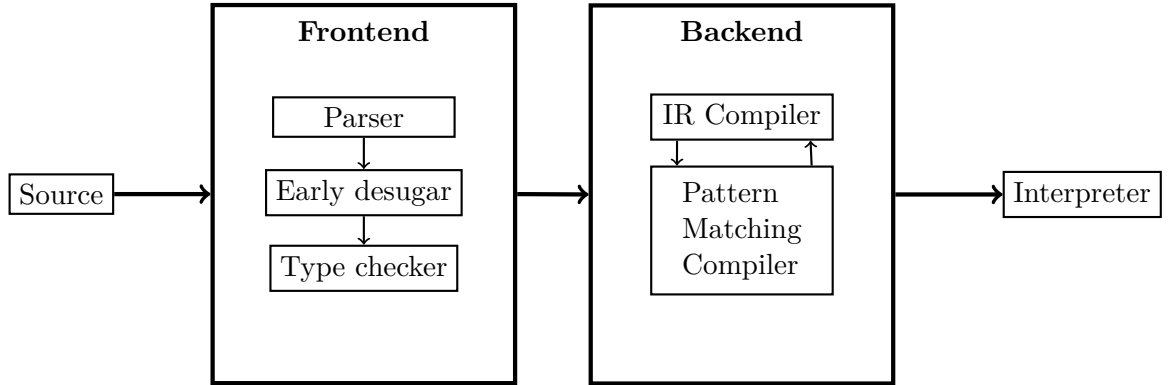 Frontend
Backend
Parser
IR Compiler
Source
Early desugar
Pattern
Matching
Compiler
Interpreter
Type checker